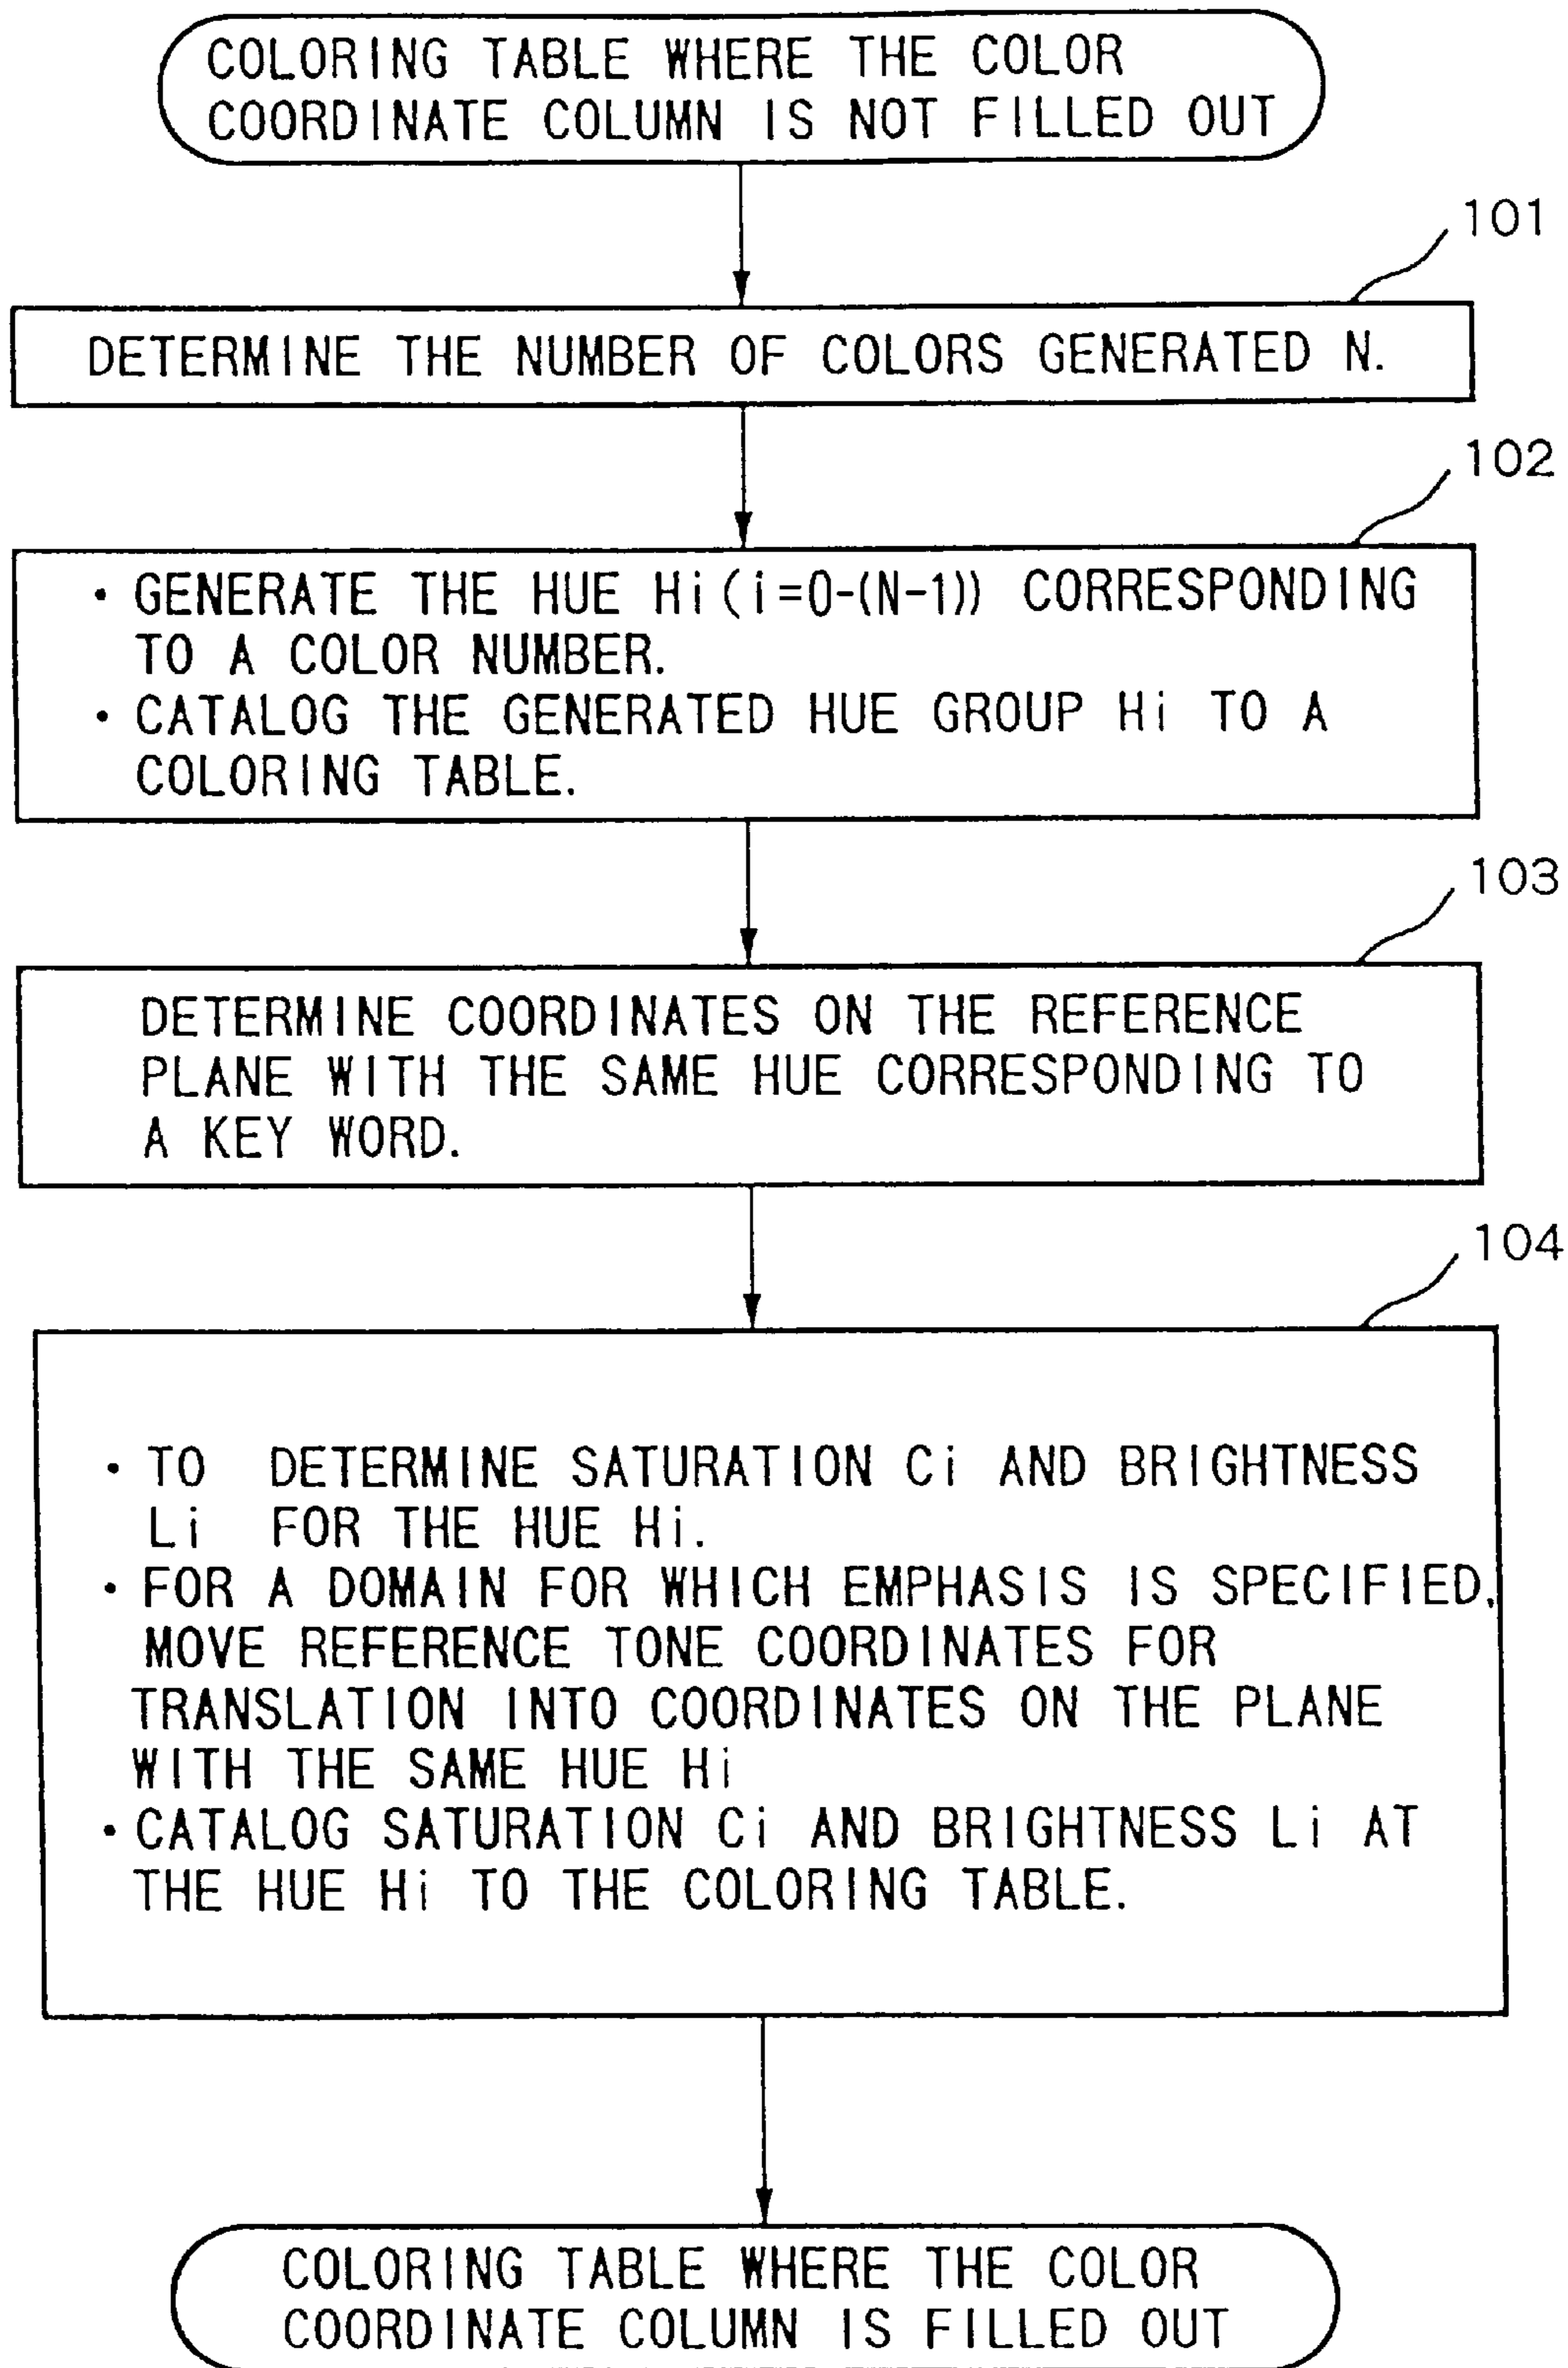 COLORING TABLE WHERE THE COLOR
COORDINATE COLUMN IS NOT FILLED OUT
101
DETERMINE THE NUMBER OF COLORS GENERATED N.
102
· GENERATE THE HUE Hi(i=0-(N-1)) CORRESPONDING
TO A COLOR NUMBER.
· CATALOG THE GENERATED HUE GROUP Hi TO A
COLORING TABLE.
103
DETERMINE COORDINATES ON THE REFERENCE
PLANE WITH THE SAME HUE CORRESPONDING TO
A KEY WORD.
104
· TO DETERMINE SATURATION Ci AND BRIGHTNESS
Li FOR THE HUE Hi.
· FOR A DOMAIN FOR WHICH EMPHASIS IS SPECIFIED,
MOVE REFERENCE TONE COORDINATES FOR
TRANSLATION INTO COORDINATES ON THE PLANE
WITH THE SAME HUE Hi
· CATALOG SATURATION Ci AND BRIGHTNESS Li AT
THE HUE Hi TO THE COLORING TABLE.
COLORING TABLE WHERE THE COLOR
COORDINATE COLUMN IS FILLED OUT